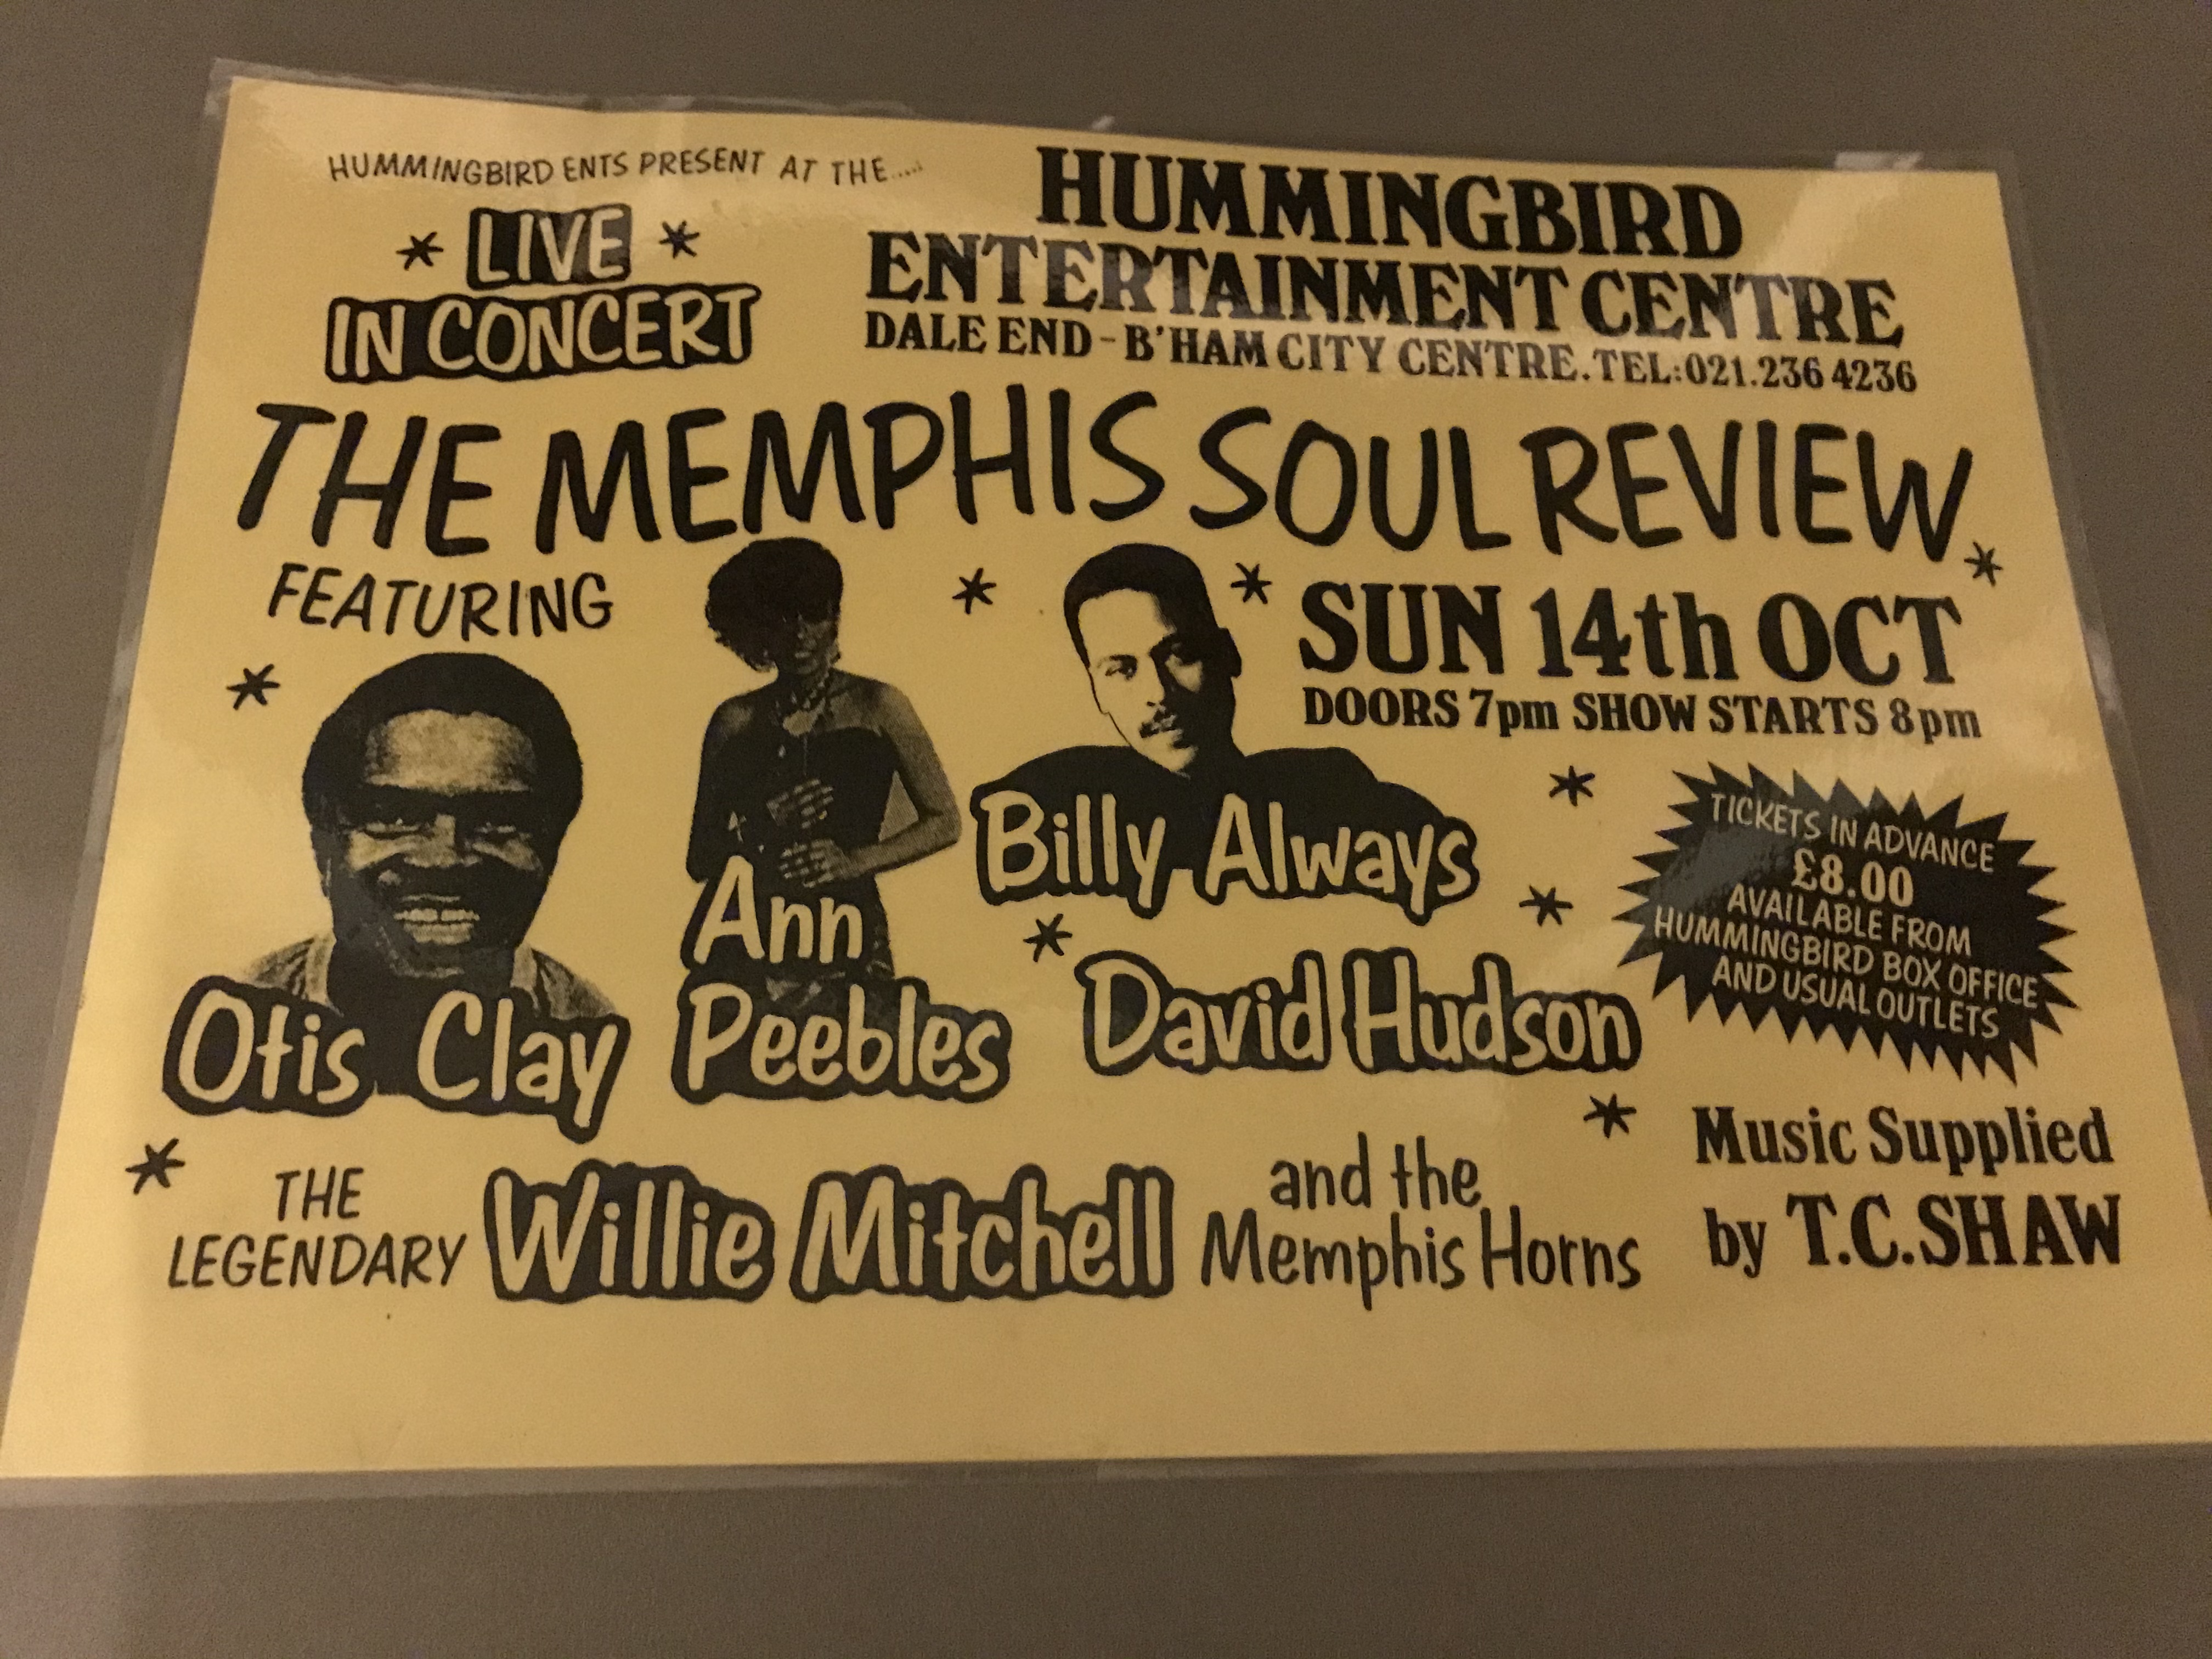 HUMMINGBIRD ENTS PRESENT AT THE.....
LIVE
IN CONCERT
HUMMINGBIRD
ENTERTAINMENT CENTRE
DALE END - B'HAM CITY CENTRE. TEL: 021.236 4236
THE MEMPHIS SOUL REVIEW
FEATURING
SUN 14th OCT
DOORS 7pm SHOW STARTS 8pm
Otis Clay
Ann
Peebles
Billy Always
David Hudson
TICKETS IN ADVANCE
£8.00
AVAILABLE FROM
HUMMINGBIRD BOX OFFICE
AND USUAL OUTLETS
THE
LEGENDARY
Willie Mitchell
and the
Memphis Horns
Music Supplied
by T.C. SHAW